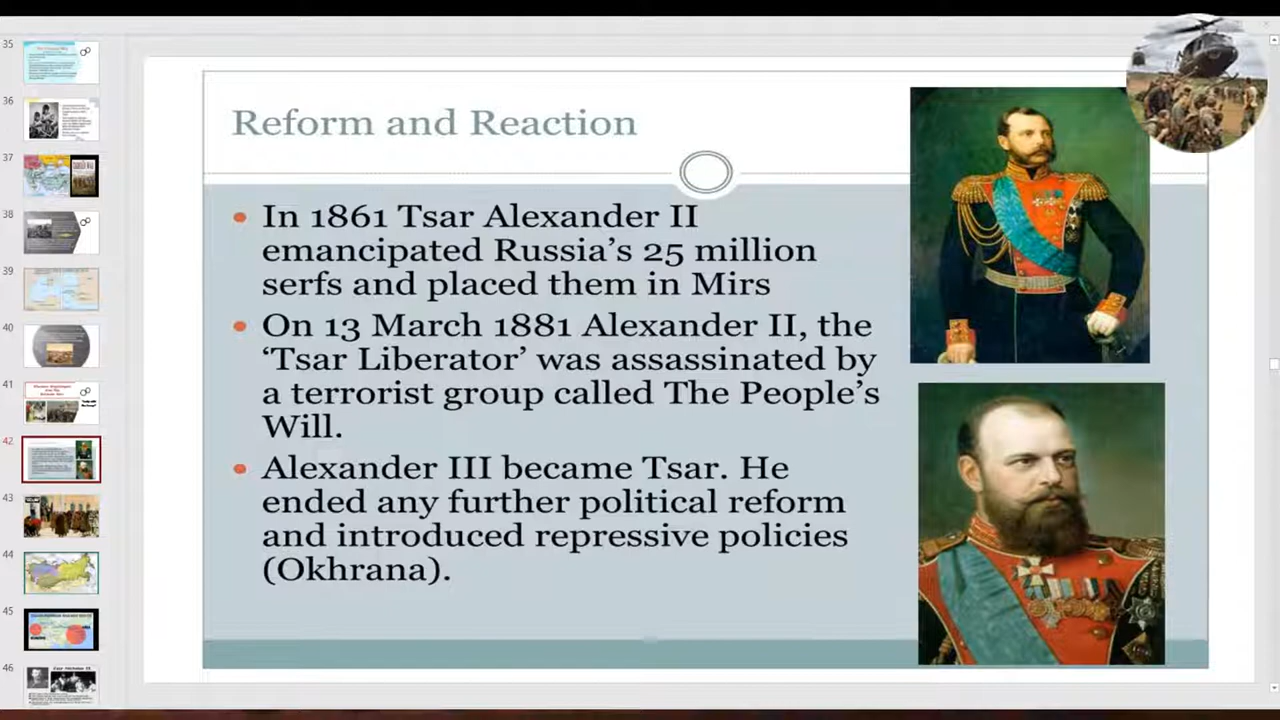 35
36
37
38
39
40
41
42
43
44
45
46
Reform and Reaction
In 1861 Tsar Alexander II
emancipated Russia’s 25 million
serfs and placed them in Mirs
On 13 March 1881 Alexander II, the
‘Tsar Liberator’ was assassinated by
a terrorist group called The People’s
Will.
Alexander III became Tsar. He
ended any further political reform
and introduced repressive policies
(Okhrana).